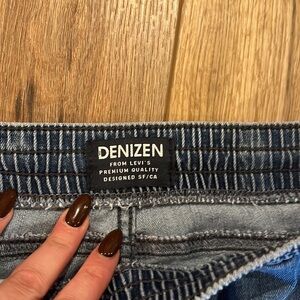 DENIZEN
FROM LEVI'S
PREMIUM QUALITY
DESIGNED SF/CA